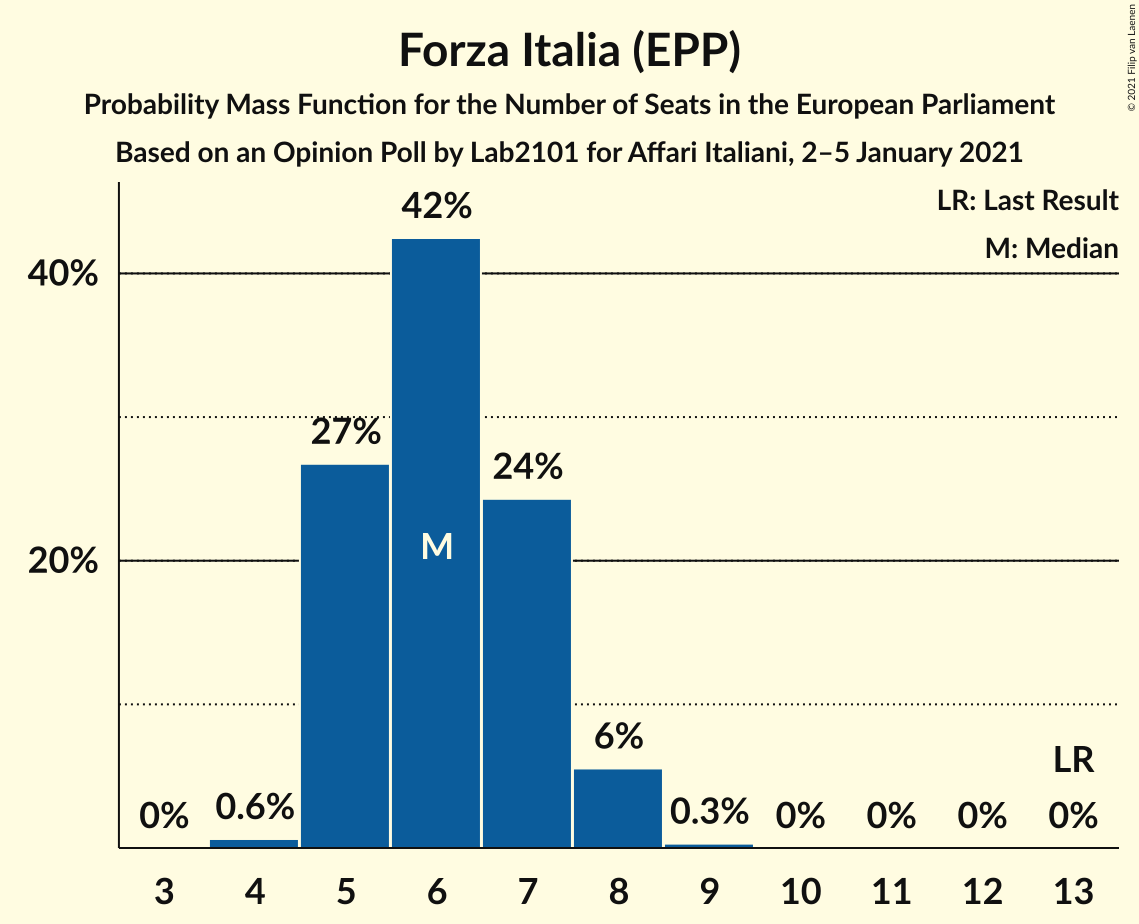 Forza Italia (EPP)
Probability Mass Function for the Number of Seats in the European Parliament
Based on an Opinion Poll by Lab2101 for Affari Italiani, 2–5 January 2021
© 2021 Filip van Laenen
LR: Last Result
M: Median
40%
20%
0%
0.6%
27%
42%
M
24%
6%
0.3%
0%
0%
0%
LR
0%
3 4 5 6 7 8 9 10 11 12 13